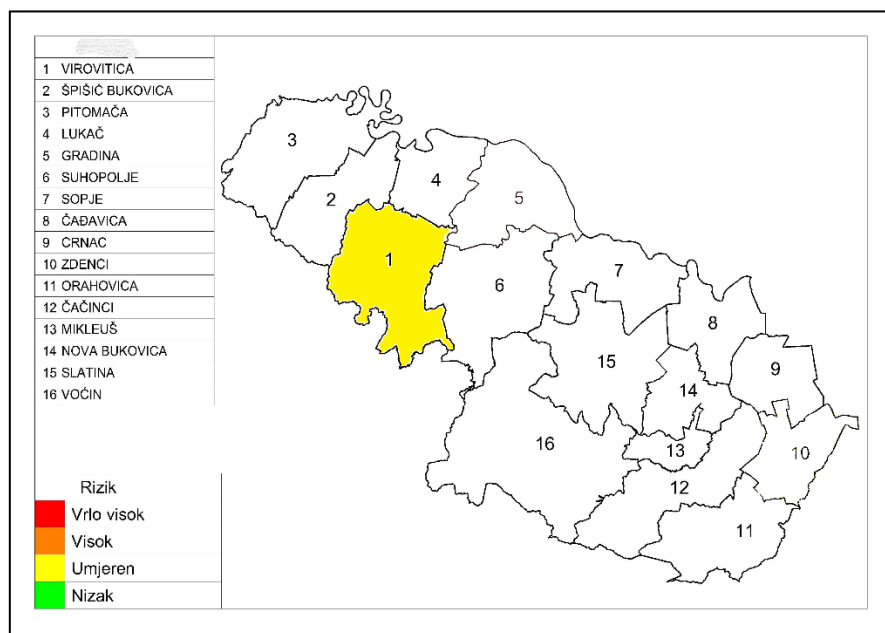 1 VIROVITICA
2 ŠPIŠIĆ BUKOVICA
3 PITOMAČA
4 LUKAČ
5 GRADINA
6 SUHOPOLJE
7 SOPJE
8 ČAĐAVICA
9 CRNAC
10 ZDENCI
11 ORAHOVICA
12 ČAČINCI
13 MIKLEUŠ
14 NOVA BUKOVICA
15 SLATINA
16 VOĆIN
Rizik
Vrlo visok
Visok
Umjeren
Nizak
3
4
5
2
1
6
7
8
15
9
14
16
13
10
12
11